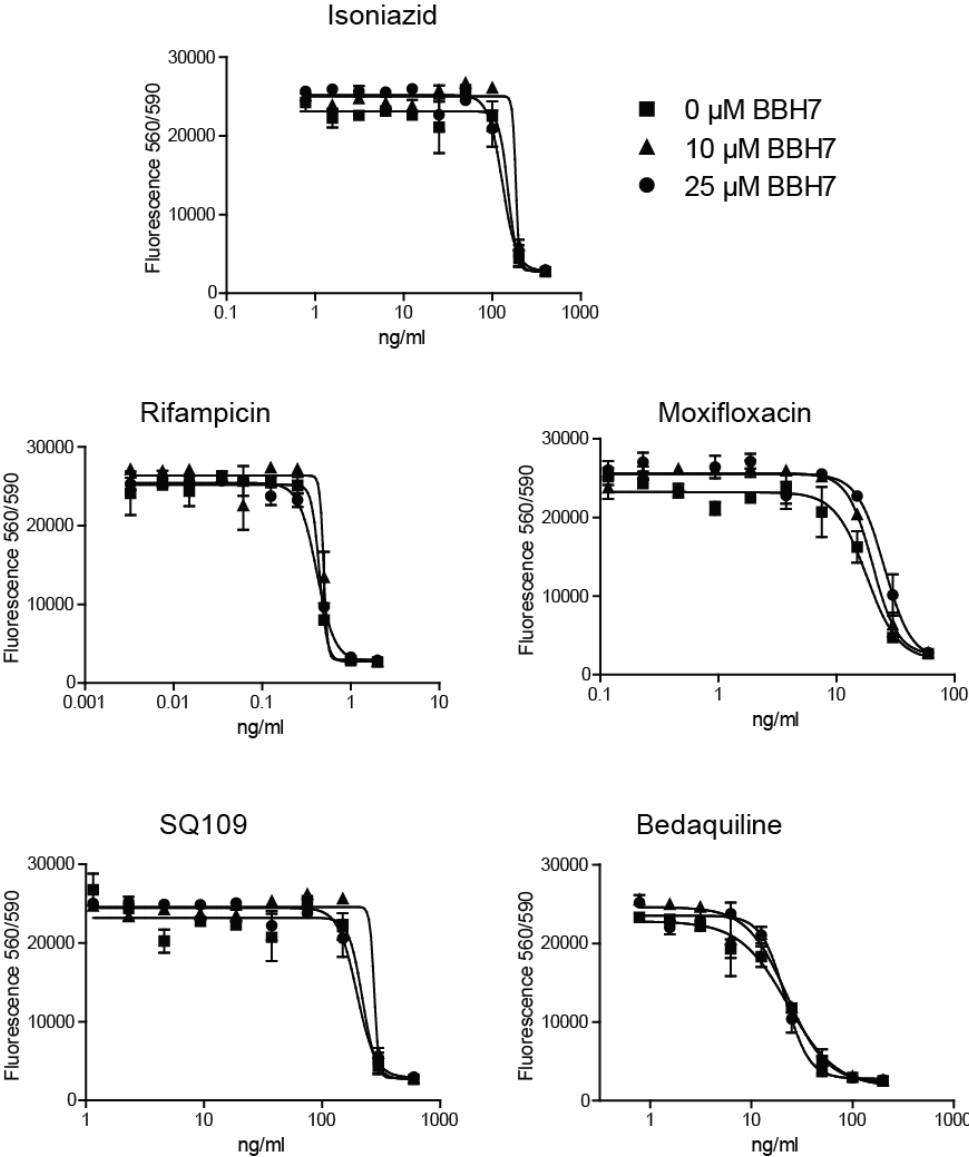 Isoniazid
30000
20000
10000
0
Fluorescence 560/590
0.1 1 10 100 1000
ng/ml
0 µM BBH7
10 µM BBH7
25 µM BBH7
Rifampicin
30000
20000
10000
0
Fluorescence 560/590
0.001 0.01 0.1 1 10
ng/ml
Moxifloxacin
30000
20000
10000
0
Fluorescence 560/590
0.1 1 10 100
ng/ml
SQ109
30000
20000
10000
0
Fluorescence 560/590
1 10 100 1000
ng/ml
Bedaquiline
30000
20000
10000
0
Fluorescence 560/590
1 10 100 1000
ng/ml